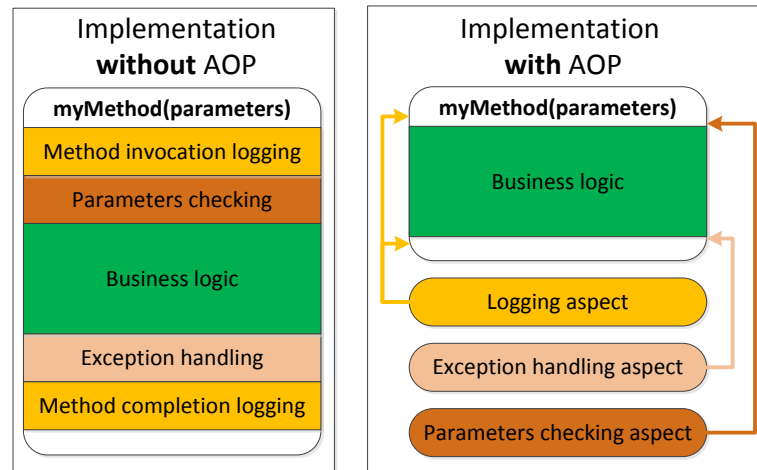 Implementation
without AOP
myMethod(parameters)
Method invocation logging
Parameters checking
Business logic
Exception handling
Method completion logging
Implementation
with AOP
myMethod(parameters)
Business logic
Logging aspect
Exception handling aspect
Parameters checking aspect